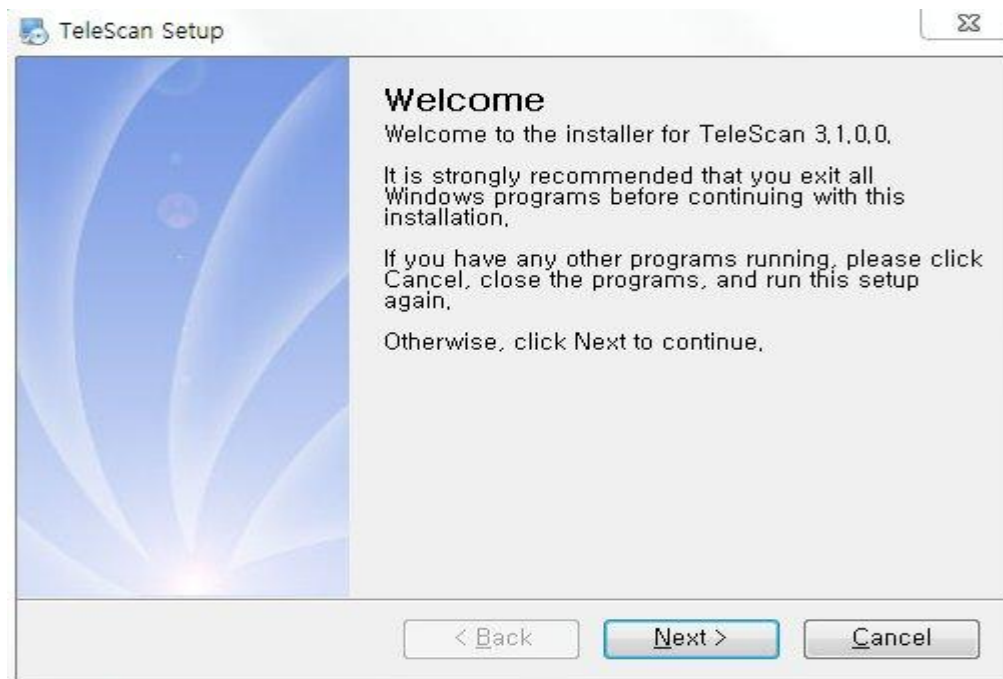 TeleScan Setup
Welcome
Welcome to the installer for TeleScan 3,1,0,0,
It is strongly recommended that you exit all
Windows programs before continuing with this
installation,
If you have any other programs running, please click
Cancel, close the programs, and run this setup
again,
Otherwise, click Next to continue,
< Back
Next >
Cancel